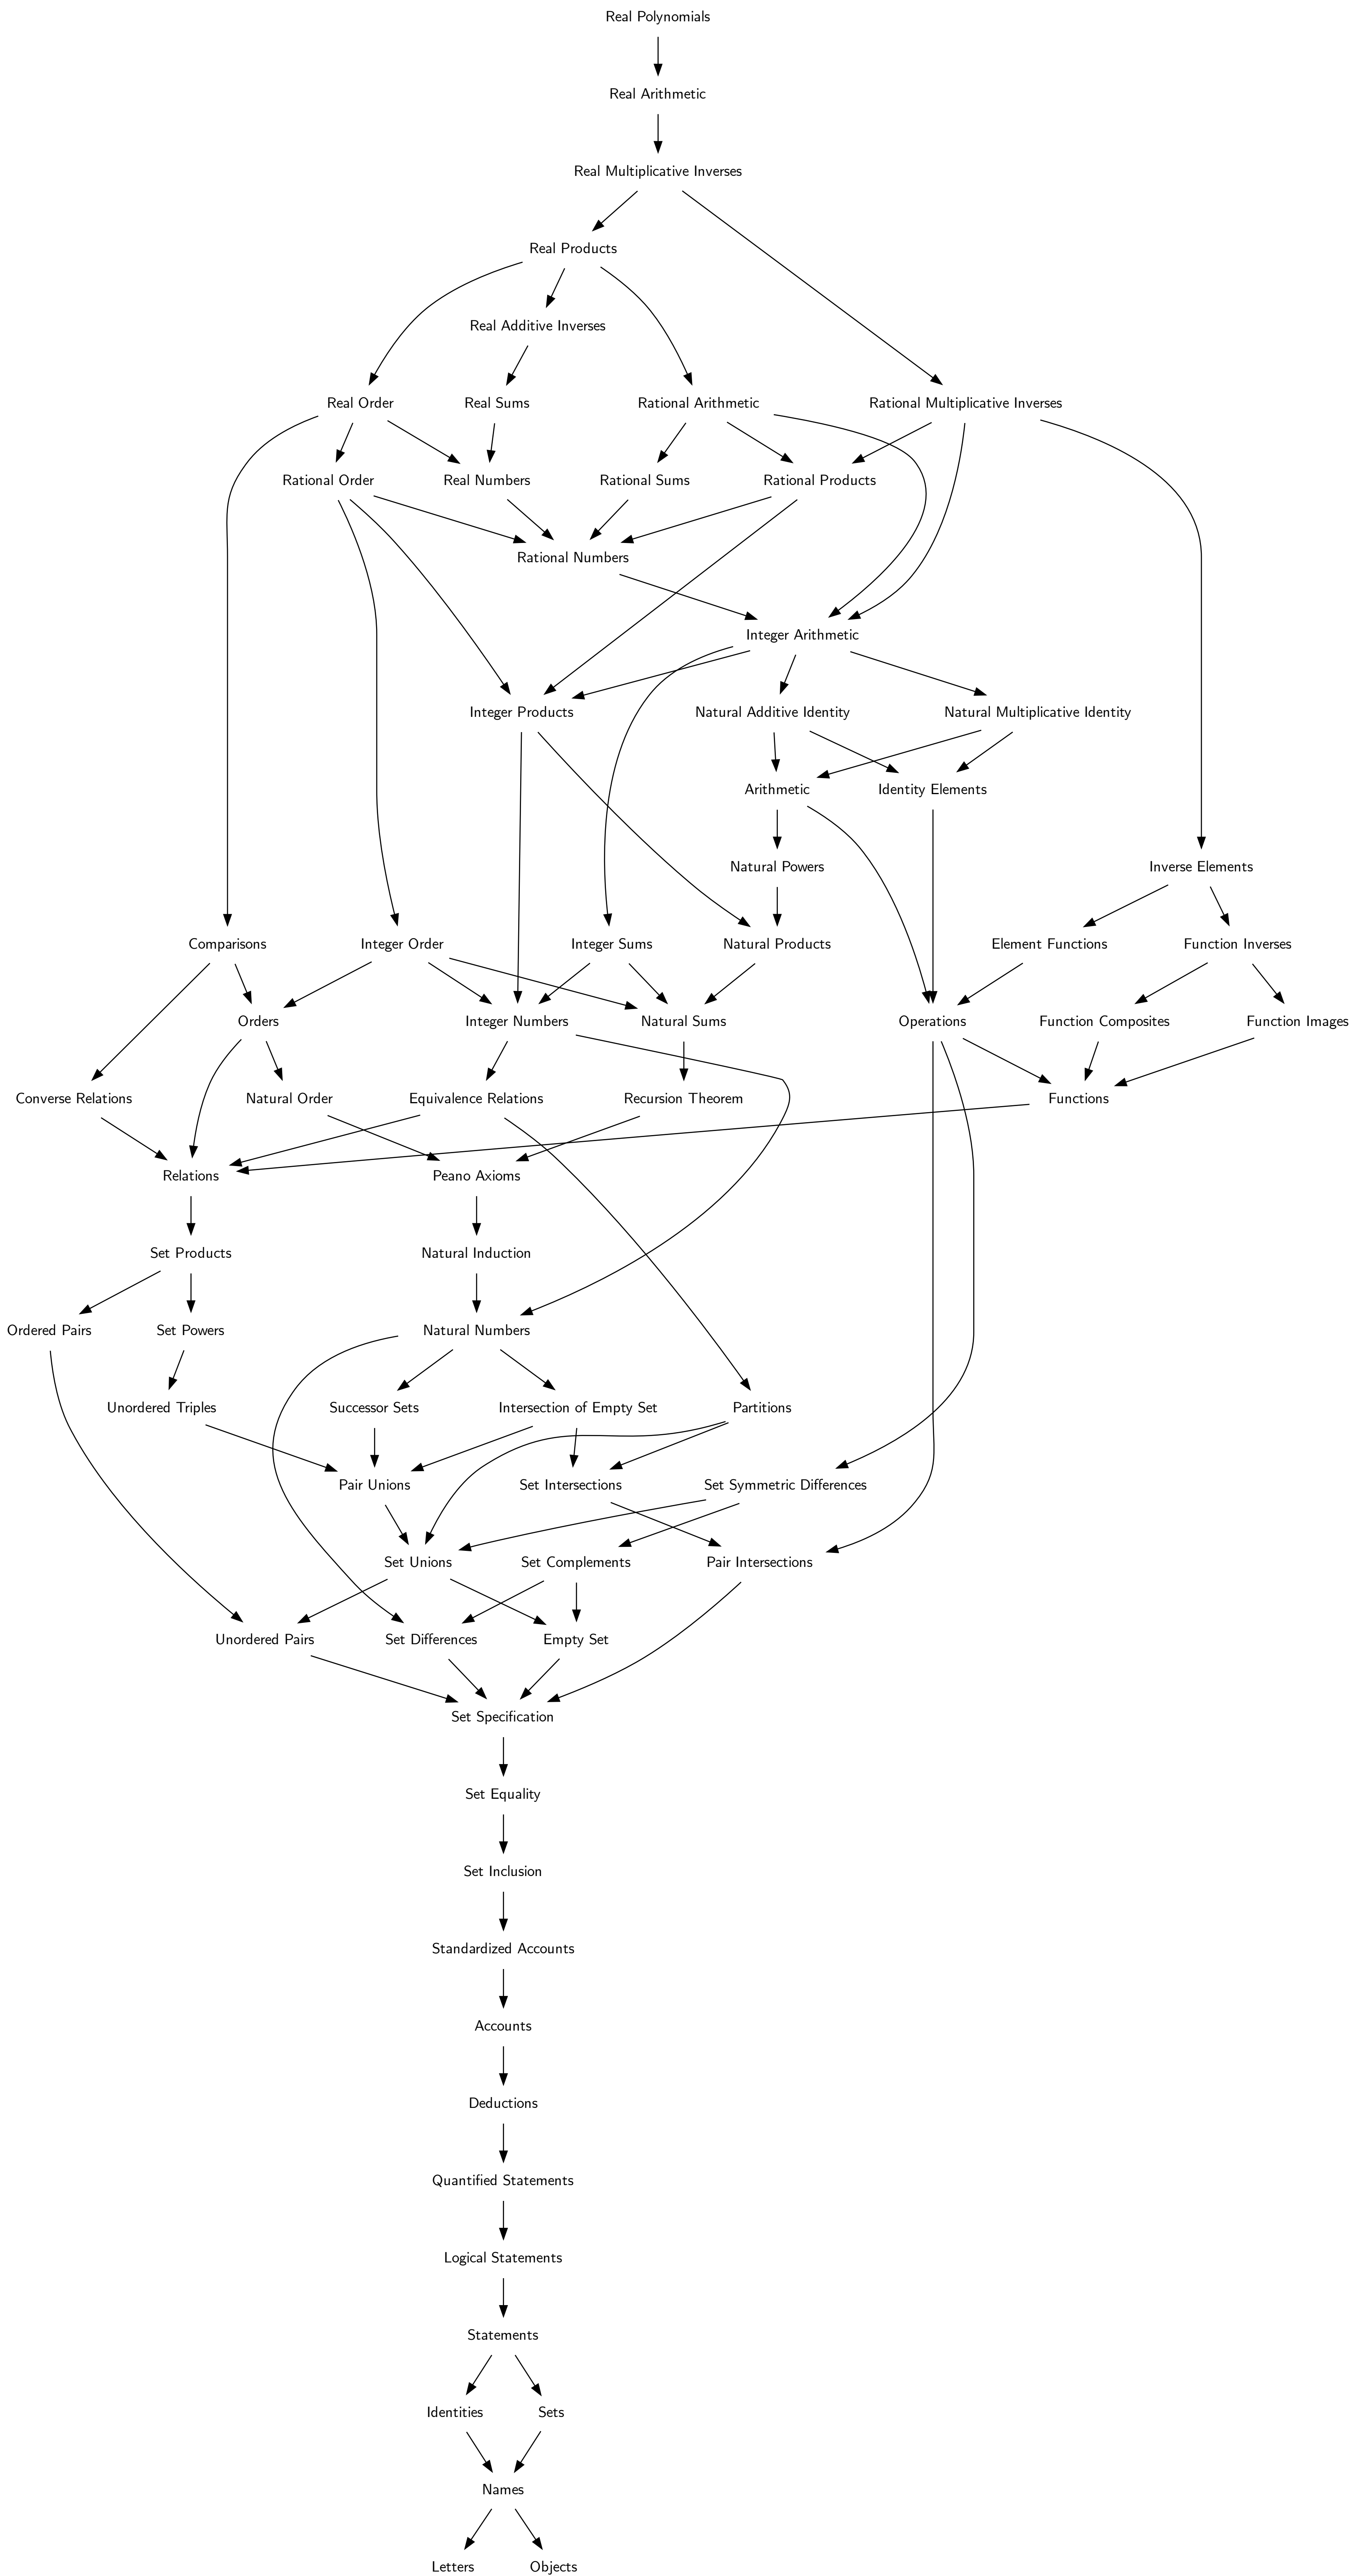 Real Polynomials
Real Arithmetic
Real Multiplicative Inverses
Real Products
Real Additive Inverses
Real Order
Real Sums
Rational Arithmetic
Rational Multiplicative Inverses
Rational Order
Real Numbers
Rational Sums
Rational Products
Rational Numbers
Integer Arithmetic
Integer Products
Natural Additive Identity
Natural Multiplicative Identity
Arithmetic
Identity Elements
Natural Powers
Inverse Elements
Comparisons
Integer Order
Integer Sums
Natural Products
Element Functions
Function Inverses
Orders
Integer Numbers
Natural Sums
Operations
Function Composites
Function Images
Converse Relations
Natural Order
Equivalence Relations
Recursion Theorem
Functions
Relations
Peano Axioms
Set Products
Natural Induction
Ordered Pairs
Set Powers
Natural Numbers
Unordered Triples
Successor Sets
Intersection of Empty Set
Partitions
Pair Unions
Set Intersections
Set Symmetric Differences
Set Unions
Set Complements
Pair Intersections
Unordered Pairs
Set Differences
Empty Set
Set Specification
Set Equality
Set Inclusion
Standardized Accounts
Accounts
Deductions
Quantified Statements
Logical Statements
Statements
Identities
Sets
Names
Letters
Objects